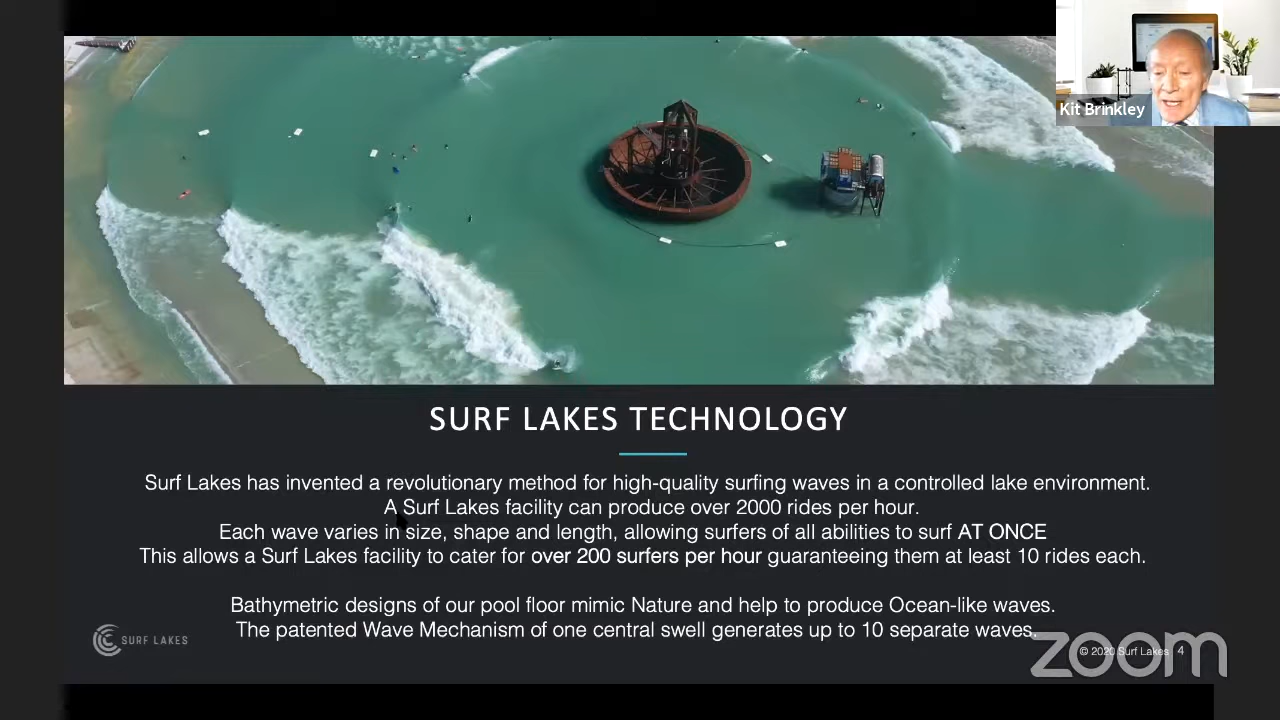 Kit Brinkley
SURF LAKES TECHNOLOGY
Surf Lakes has invented a revolutionary method for high-quality surfing waves in a controlled lake environment.
A Surf Lakes facility can produce over 2000 rides per hour.
Each wave varies in size, shape and length, allowing surfers of all abilities to surf AT ONCE
This allows a Surf Lakes facility to cater for over 200 surfers per hour guaranteeing them at least 10 rides each.
Bathymetric designs of our pool floor mimic Nature and help to produce Ocean-like waves.
The patented Wave Mechanism of one central swell generates up to 10 separate waves.
SURF LAKES
© 2020 Surf Lakes 4
zoom